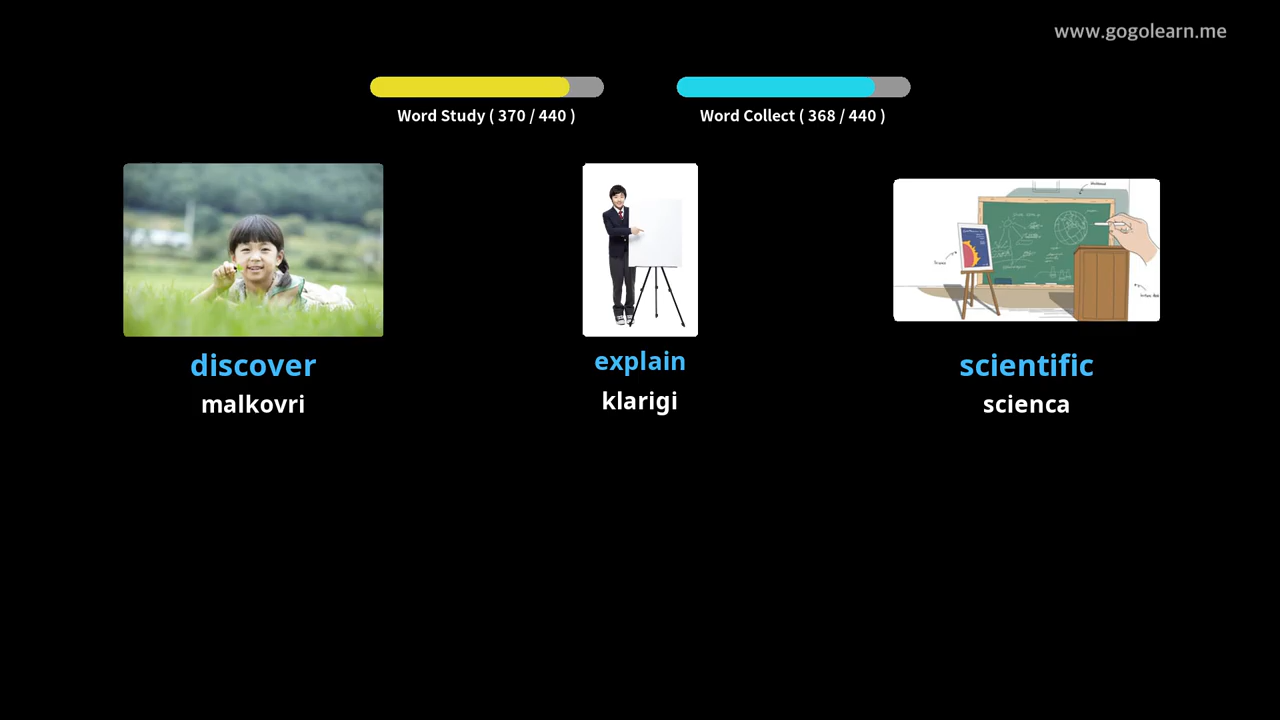 www.gogolearn.me
Word Study ( 370 / 440 )
Word Collect ( 368 / 440 )
discover
explain
scientific
malkovri
klarigi
scienca